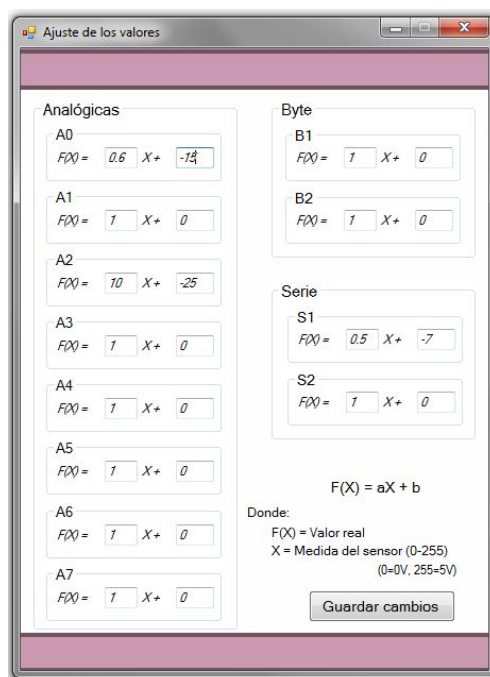 Ajuste de los valores
Analógicas
A0
F(X) = 0.6 X + -15
A1
F(X) = 1 X + 0
A2
F(X) = 10 X + -25
A3
F(X) = 1 X + 0
A4
F(X) = 1 X + 0
A5
F(X) = 1 X + 0
A6
F(X) = 1 X + 0
A7
F(X) = 1 X + 0
Byte
B1
F(X) = 1 X + 0
B2
F(X) = 1 X + 0
Serie
S1
F(X) = 0.5 X + -7
S2
F(X) = 1 X + 0
F(X) = aX + b
Donde:
F(X) = Valor real
X = Medida del sensor (0-255)
(0=0V, 255=5V)
Guardar cambios